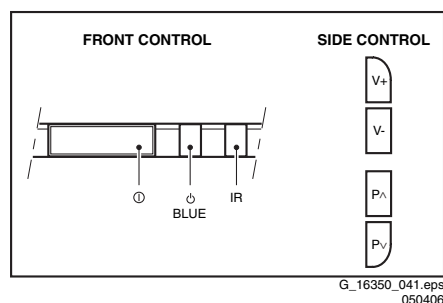 FRONT CONTROL
SIDE CONTROL
V+
V-
P∧
P∨
IR
BLUE
G_16350_041.eps
050406